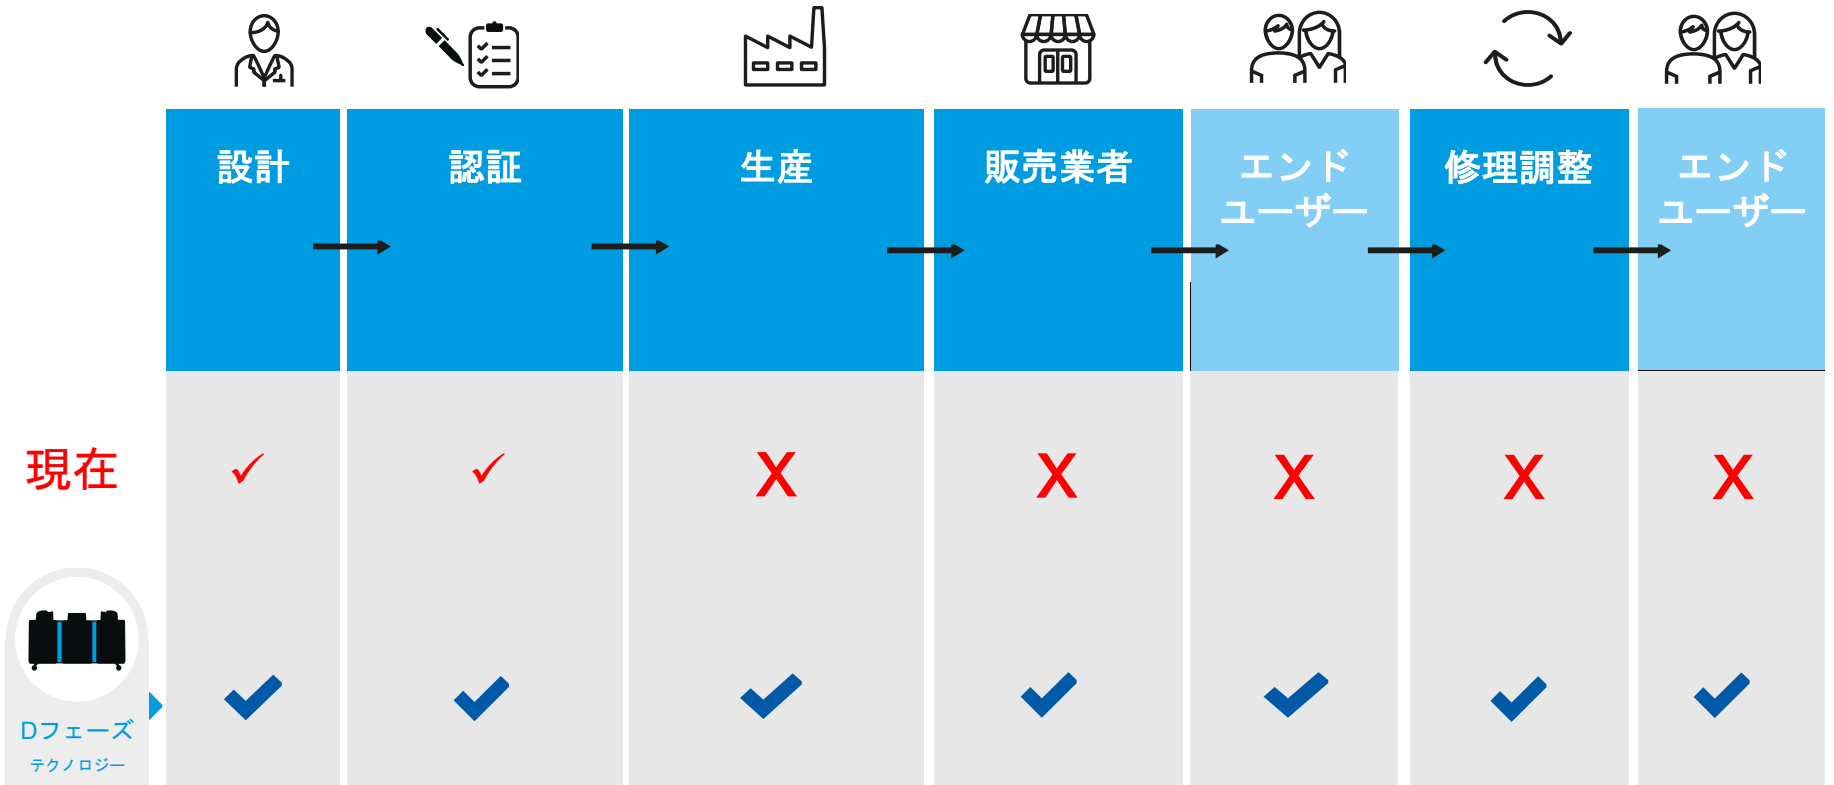 設計
認証
生産
販売業者
エンド
ユーザー
修理調整
エンド
ユーザー
現在
✓ ✓ X X X X X
Dフェーズ
テクノロジー